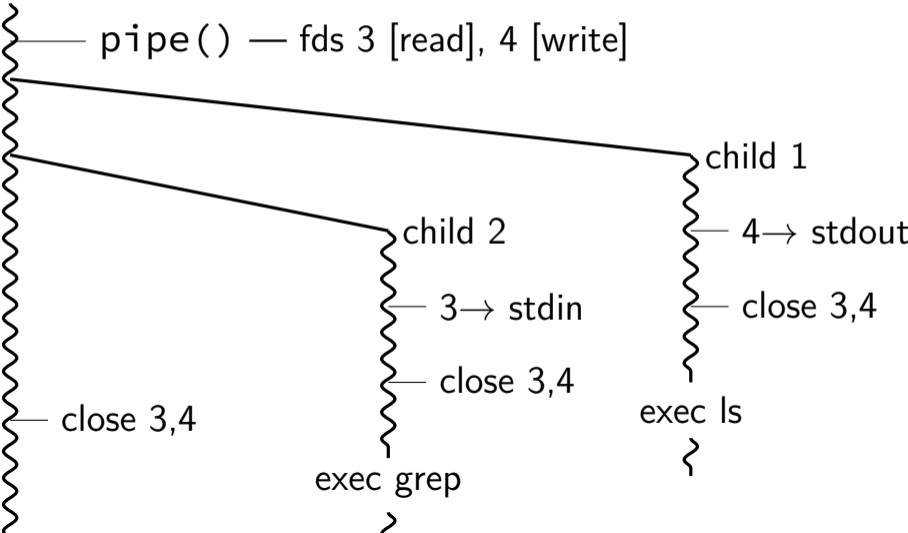 pipe() — fds 3 [read], 4 [write]
child 1
child 2
4→ stdout
3→ stdin
close 3,4
close 3,4
close 3,4
exec ls
exec grep